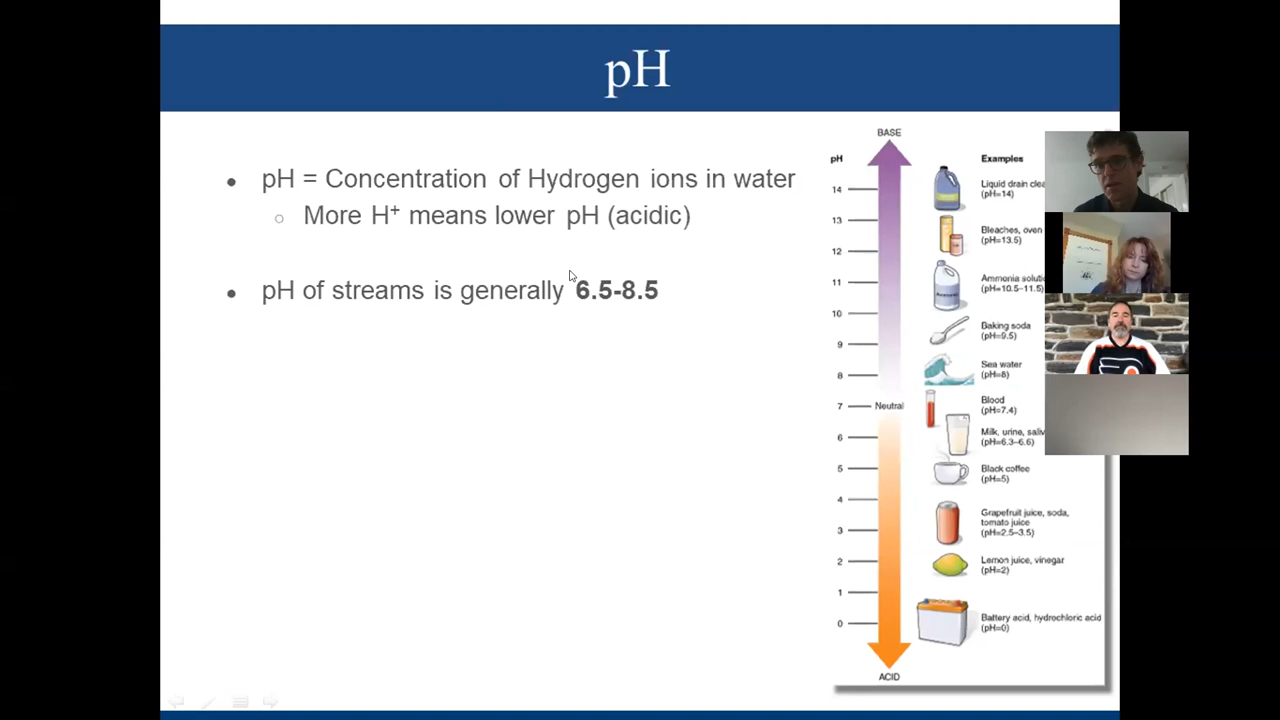 pH
pH = Concentration of Hydrogen ions in water
More H+ means lower pH (acidic)
pH of streams is generally 6.5-8.5
BASE
pH
Examples
14
Liquid drain clea
(pH=14)
13
Bleaches, oven
(pH=13.5)
12
11
Ammonia soluti
(pH=10.5–11.5)
10
Baking soda
(pH=9.5)
9
Sea water
(pH=8)
8
Blood
(pH=7.4)
7
Neutral
Milk, urine, saliv
(pH=6.3–6.6)
6
Black coffee
(pH=5)
5
4
Grapefruit juice, soda,
tomato juice
(pH=2.5–3.5)
3
Lemon juice, vinegar
(pH=2)
2
1
Battery acid, hydrochloric acid
(pH=0)
0
ACID